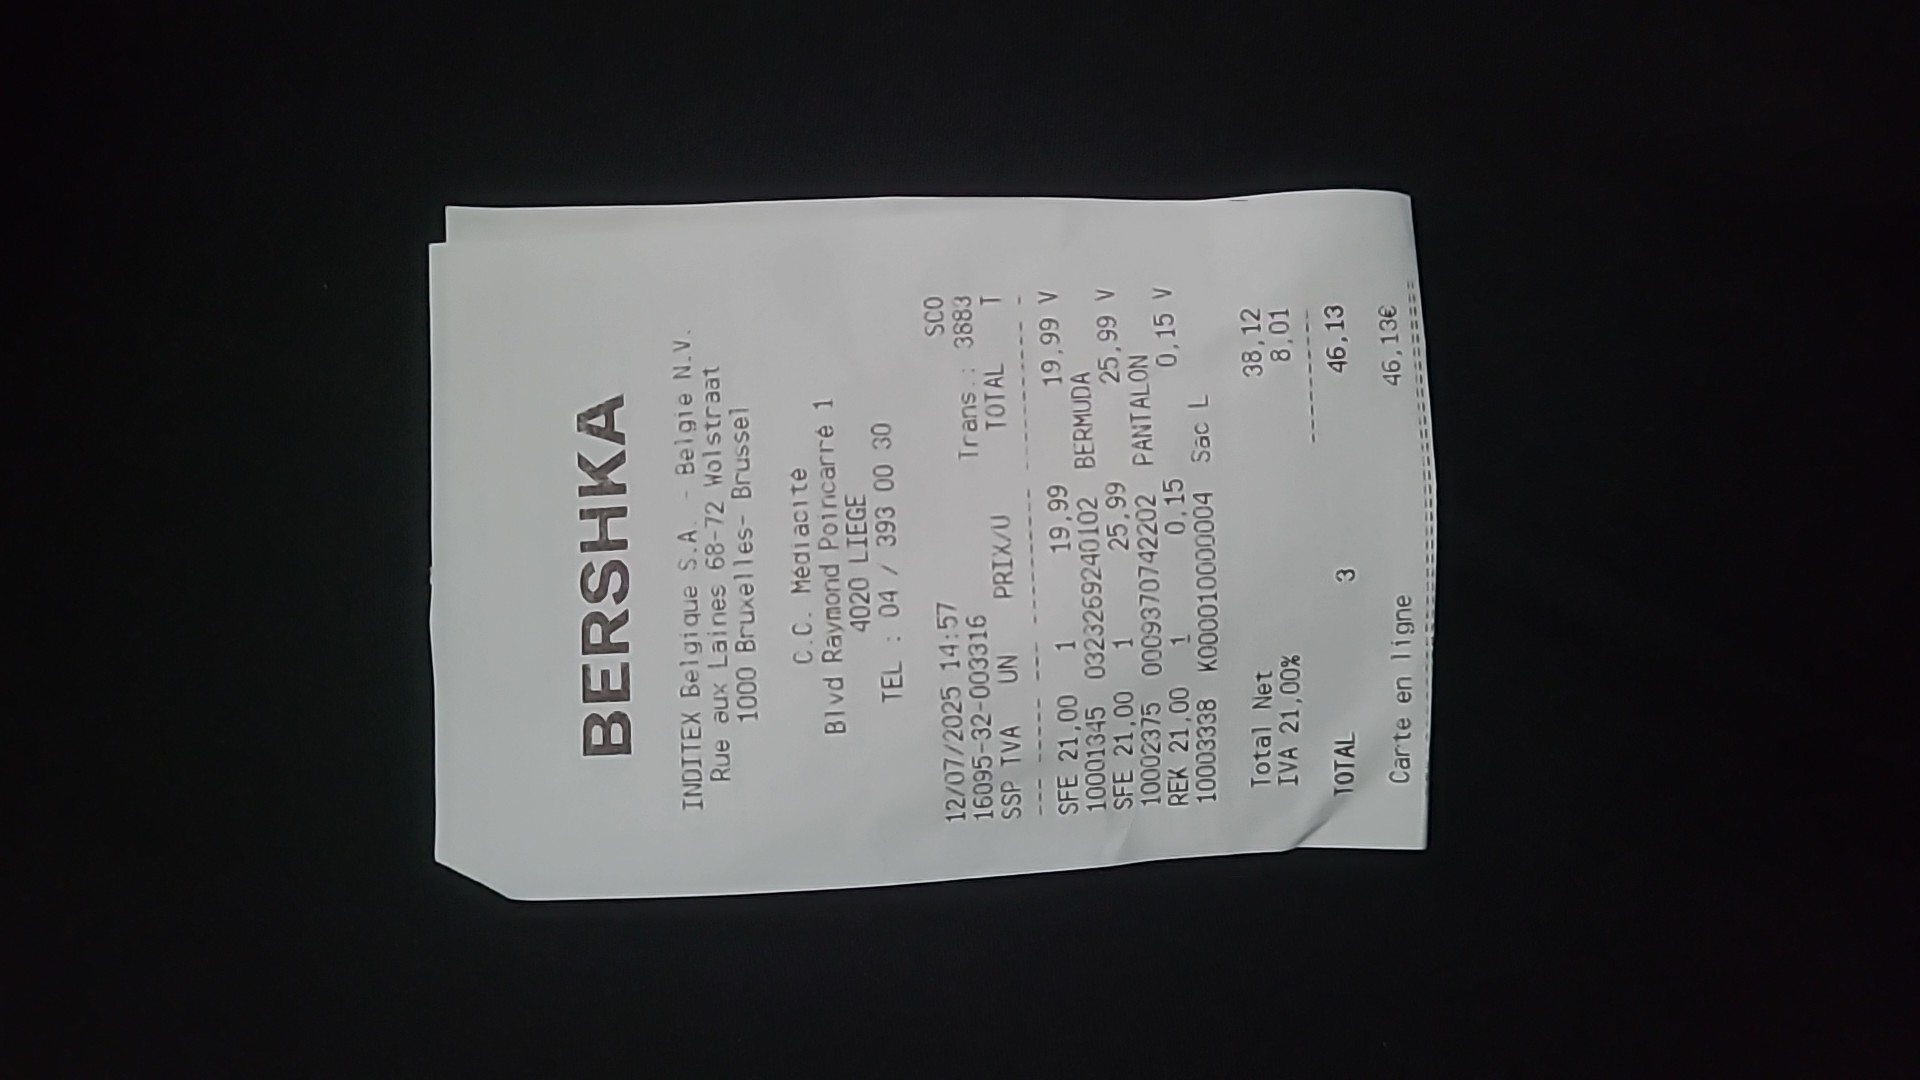 BERSHKA
INDITEX Belgique S.A. - Belgie N.V.
Rue aux Laines 68-72 Wolstraat
1000 Bruxelles- Brussel
C.C. Médiacité
Blvd Raymond Poincarré 1
4020 LIEGE
TEL : 04 / 393 00 30
SCO
12/07/2025 14:57
16095-32-003316 Trans.: 3883
SSP TVA UN PRIX/U TOTAL T
SFE 21,00 1 19,99 19,99 V
10001345 0323269240102 BERMUDA
SFE 21,00 1 25,99 25,99 V
10002375 0009370742202 PANTALON
REK 21,00 1 0,15 0,15 V
10003338 K000010000004 Sac L
Total Net 38,12
IVA 21,00% 8,01
TOTAL 3 46,13
Carte en ligne 46,13€